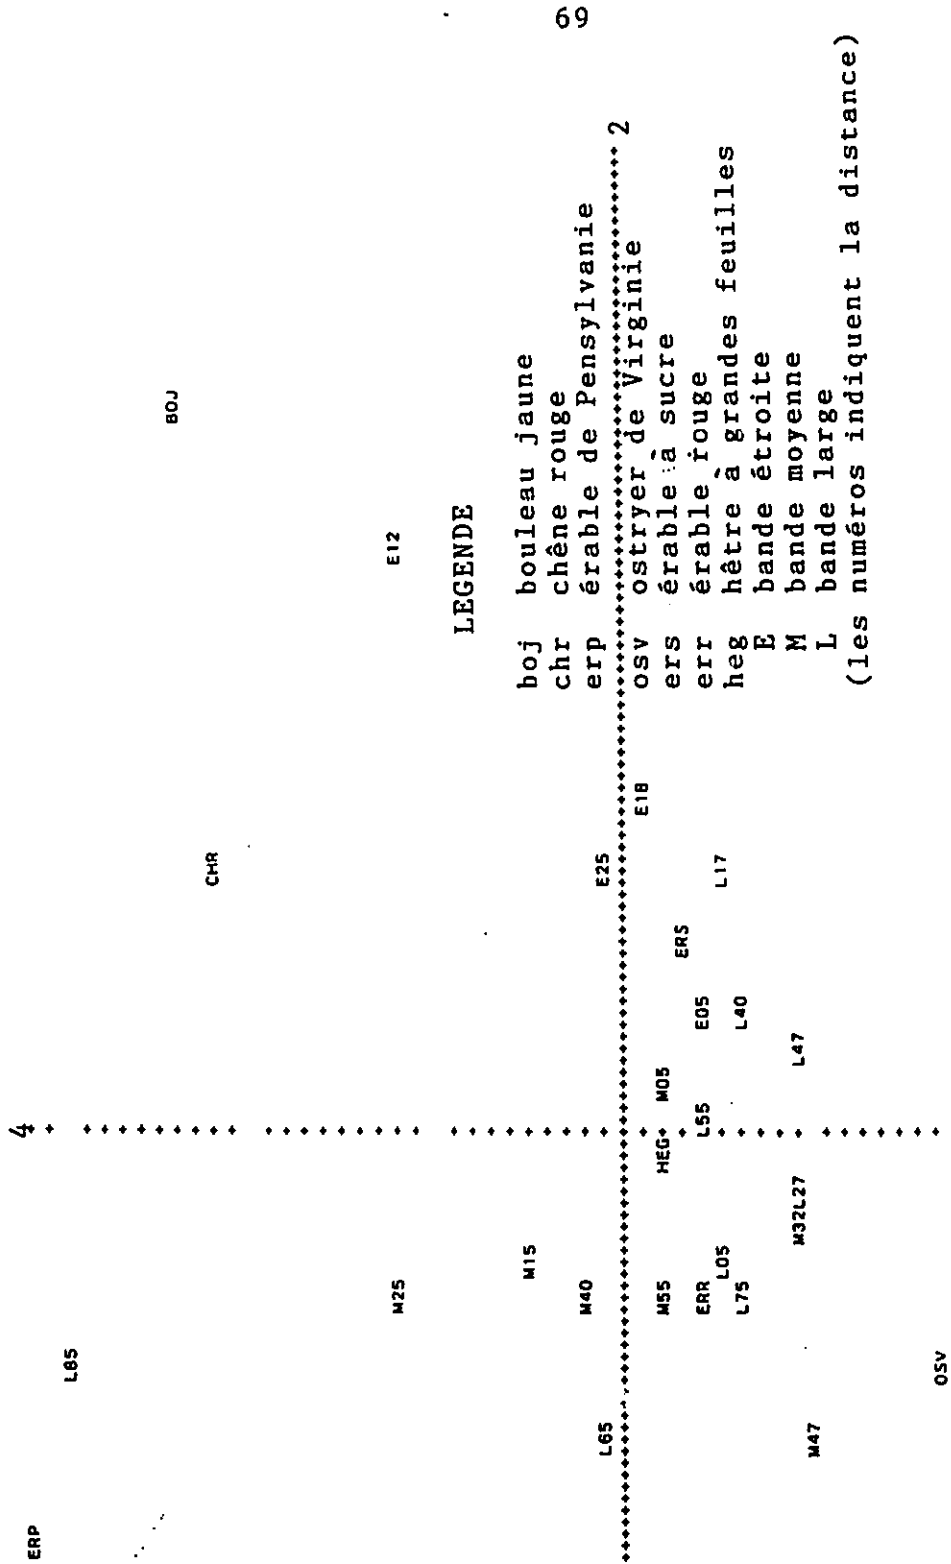 69
4
ERP
L85
BOJ
CHR
M25 E12
M15
M40
L65 E25
2
E18
M55 HEG M05
ERS
ERR L55 E05
L05 L17
L75 L40
M32L27 L47
M47
OSV
LEGENDE
boj bouleau jaune
chr chêne rouge
erp érable de Pensylvanie
osv ostryer de Virginie
ers érable à sucre
err érable rouge
heg hêtre à grandes feuilles
E bande étroite
M bande moyenne
L bande large
(les numéros indiquent la distance)